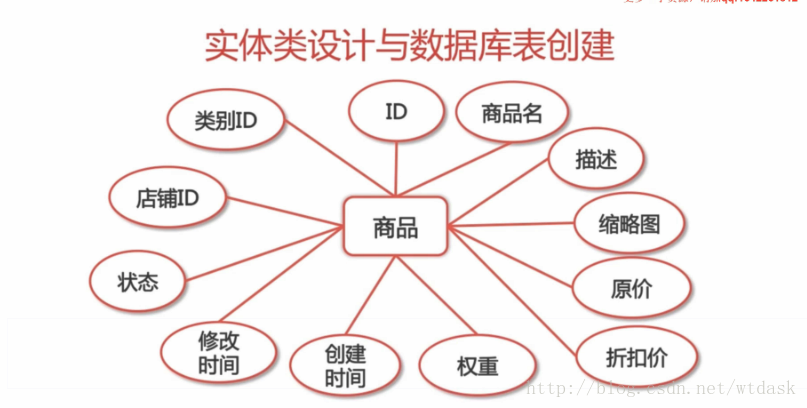 实体类设计与数据库表创建
类别ID
ID
商品名
描述
店铺ID
商品
缩略图
状态
原价
修改
时间
创建
时间
权重
折扣价
http://blog.csdn.net/wtdask